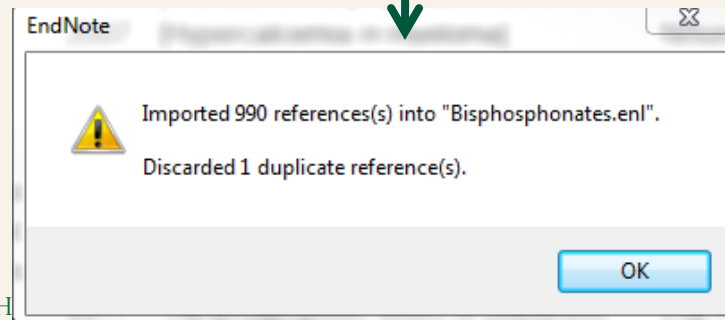 EndNote
Imported 990 references(s) into "Bisphosphonates.enl".
Discarded 1 duplicate reference(s).
OK
H